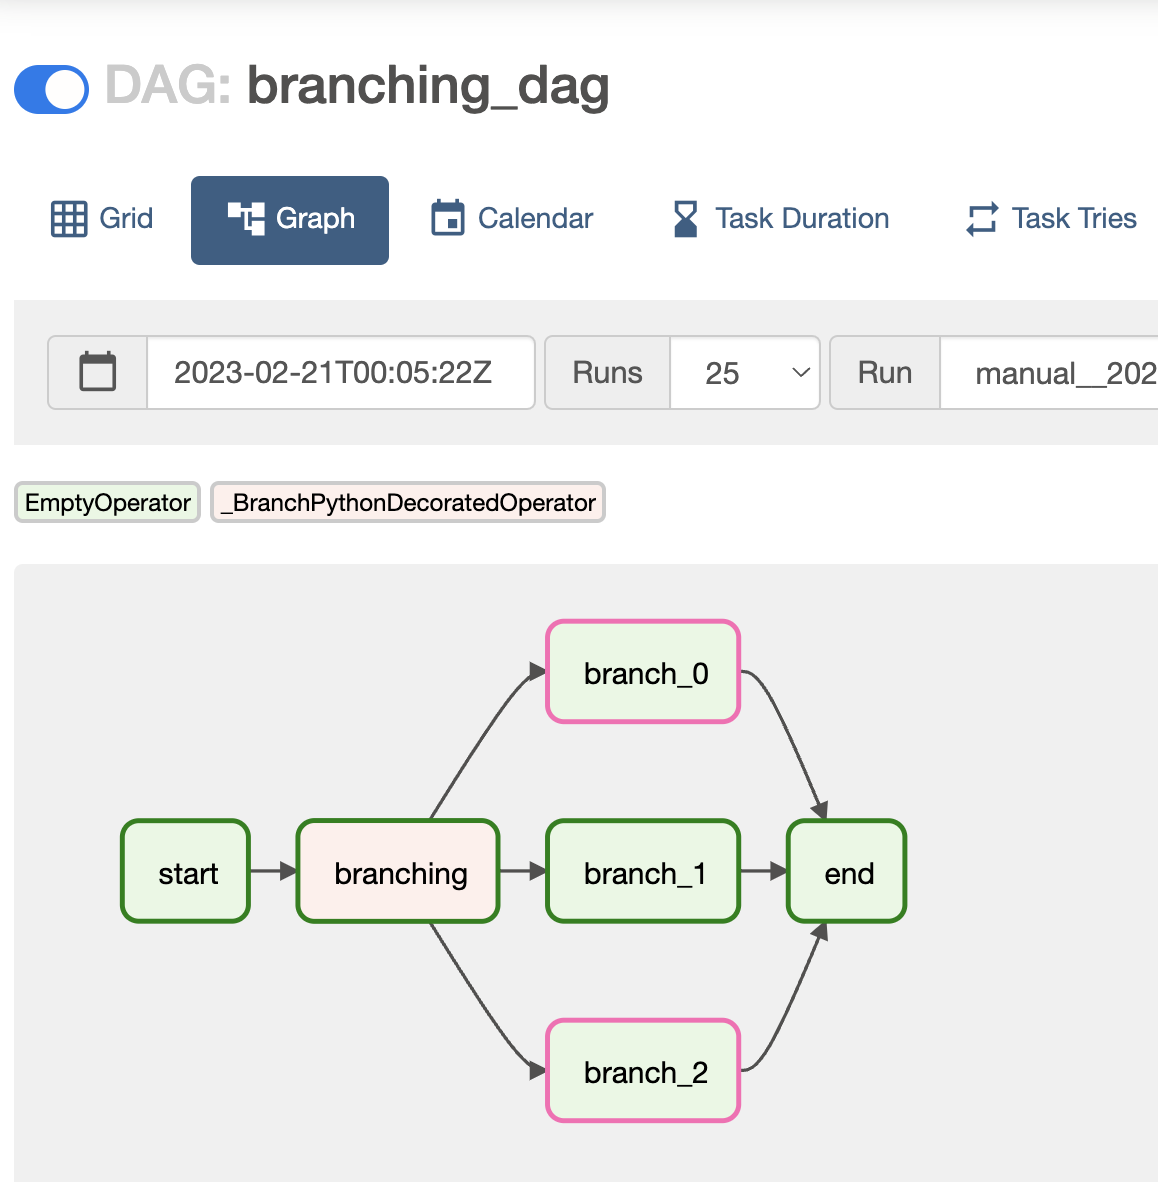 DAG: branching_dag
Grid Graph Calendar Task Duration Task Tries
2023-02-21T00:05:22Z Runs 25 Run manual__202
EmptyOperator _BranchPythonDecoratedOperator
branch_0
start branching branch_1 end
branch_2